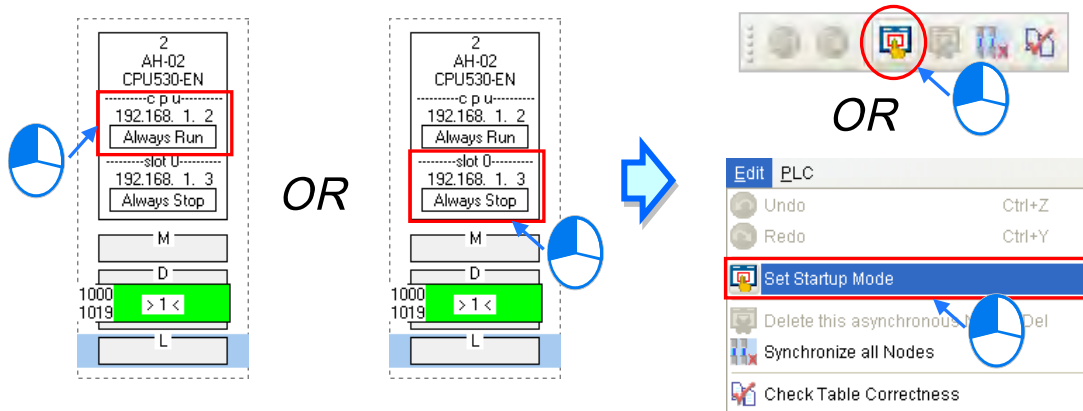 2
AH-02
CPU530-EN
---------c p u---------
192.168. 1. 2
Always Run
---------slot 0---------
192.168. 1. 3
Always Stop
M
D
1000
1019
> 1 <
L
OR
2
AH-02
CPU530-EN
---------c p u---------
192.168. 1. 2
Always Run
---------slot 0---------
192.168. 1. 3
Always Stop
M
D
1000
1019
> 1 <
L
OR
Edit PLC
Undo Ctrl+Z
Redo Ctrl+Y
Set Startup Mode
Delete this asynchronous Del
Synchronize all Nodes
Check Table Correctness